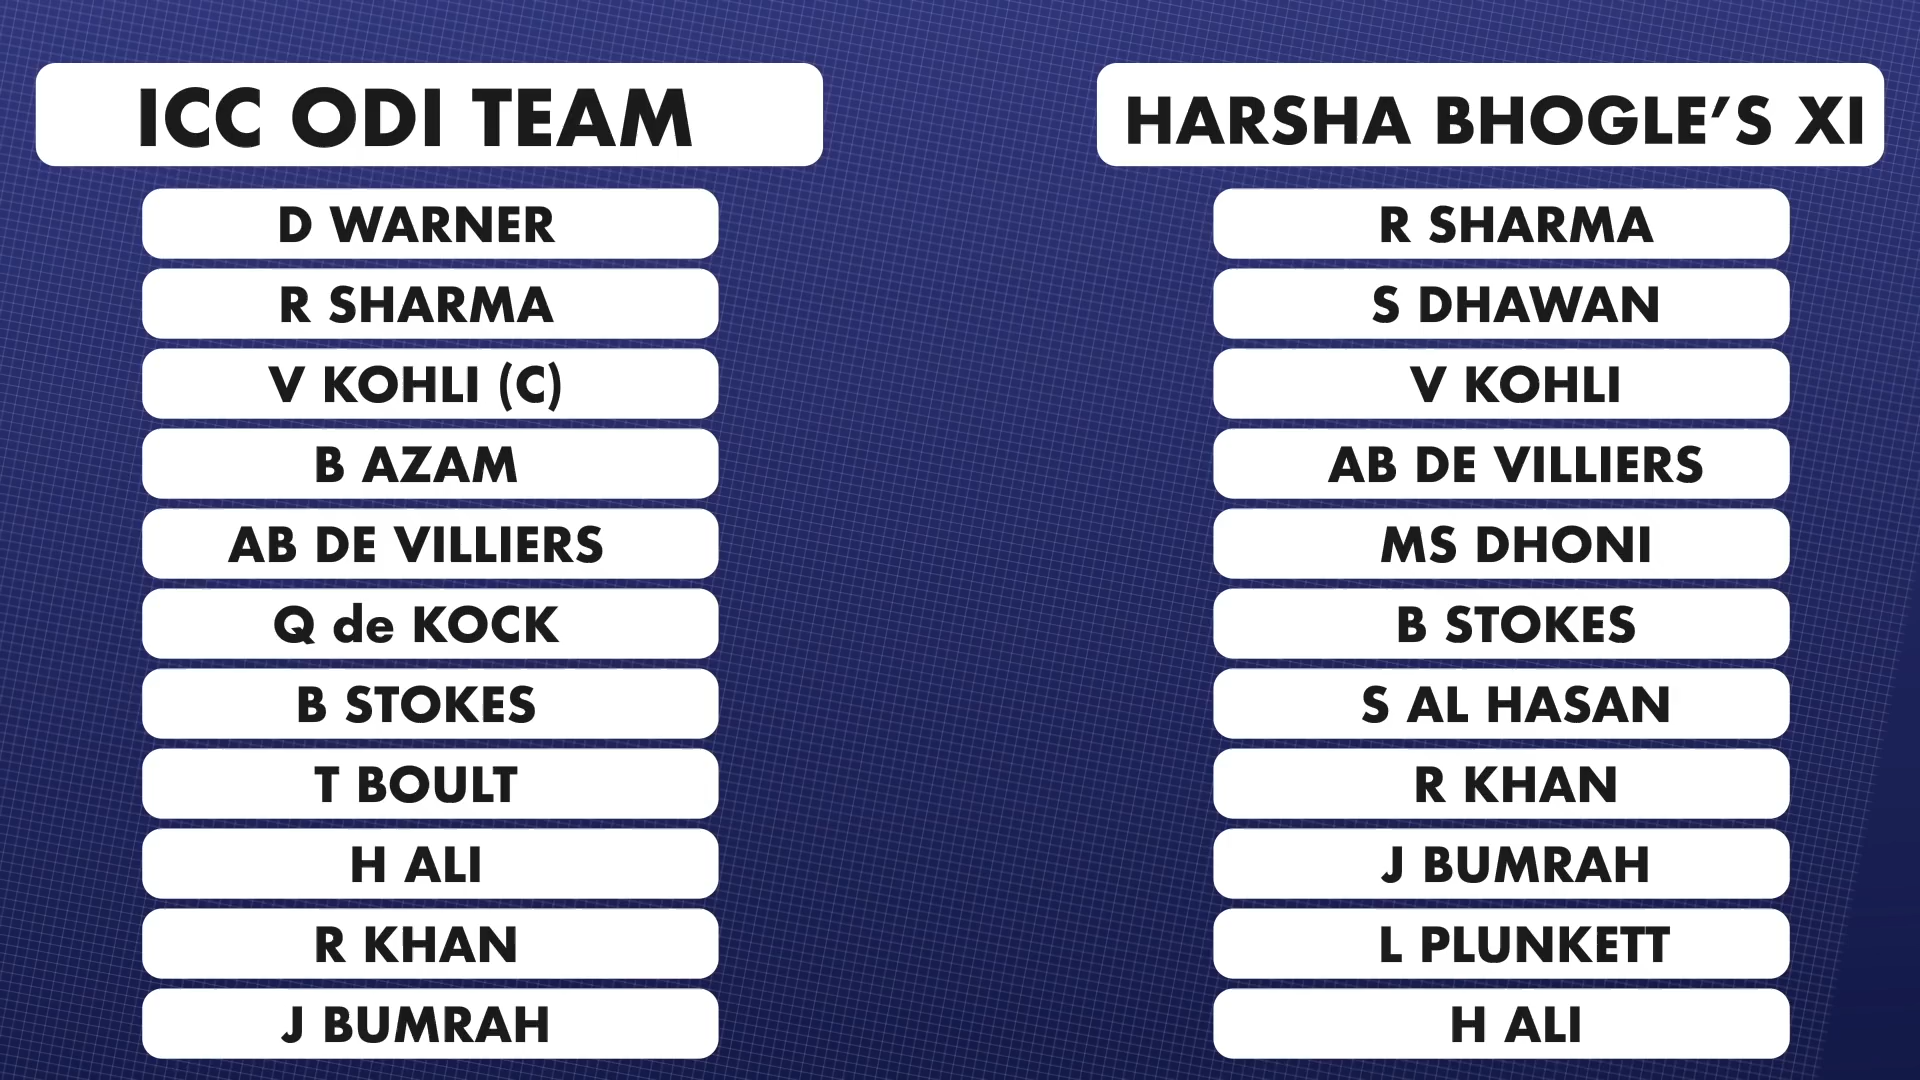 ICC ODI TEAM
D WARNER
R SHARMA
V KOHLI (C)
B AZAM
AB DE VILLIERS
Q de KOCK
B STOKES
T BOULT
H ALI
R KHAN
J BUMRAH
HARSHA BHOGLE’S XI
R SHARMA
S DHAWAN
V KOHLI
AB DE VILLIERS
MS DHONI
B STOKES
S AL HASAN
R KHAN
J BUMRAH
L PLUNKETT
H ALI